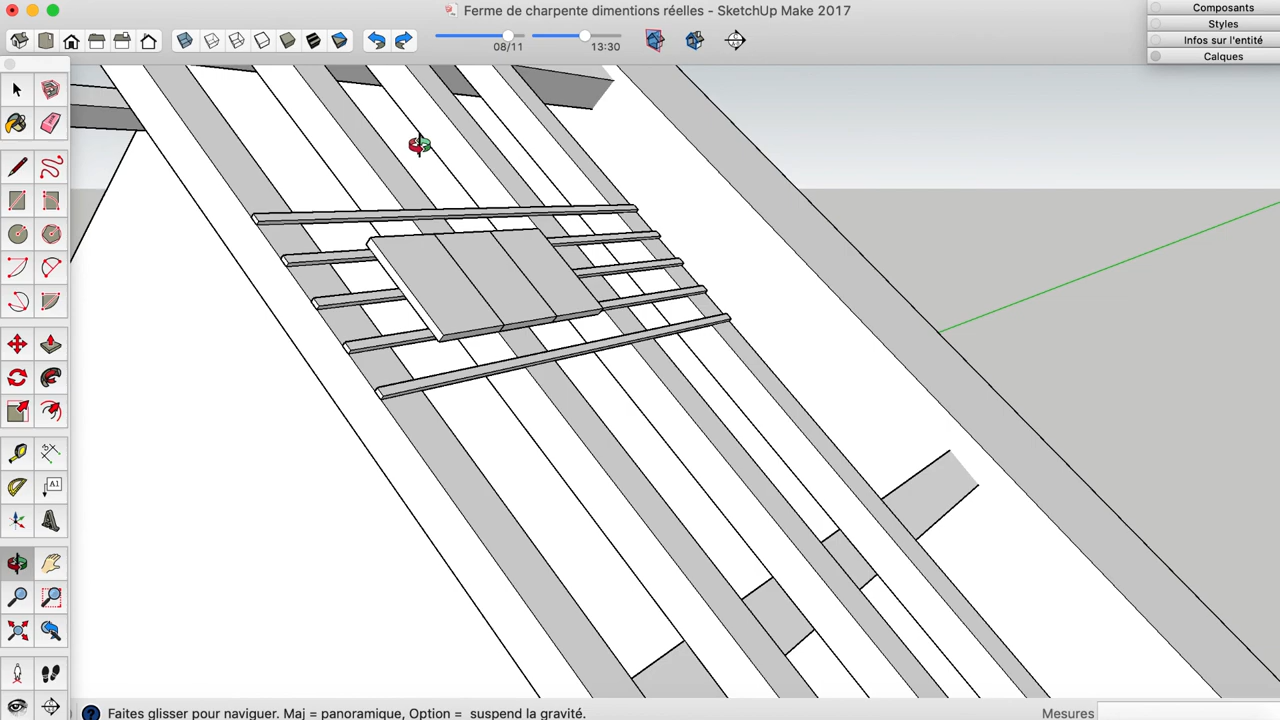 Ferme de charpente dimentions réelles - SketchUp Make 2017
Composants
Styles
Infos sur l'entité
Calques
08/11
13:30
A1
Faites glisser pour naviguer. Maj = panoramique, Option = suspend la gravité.
Mesures